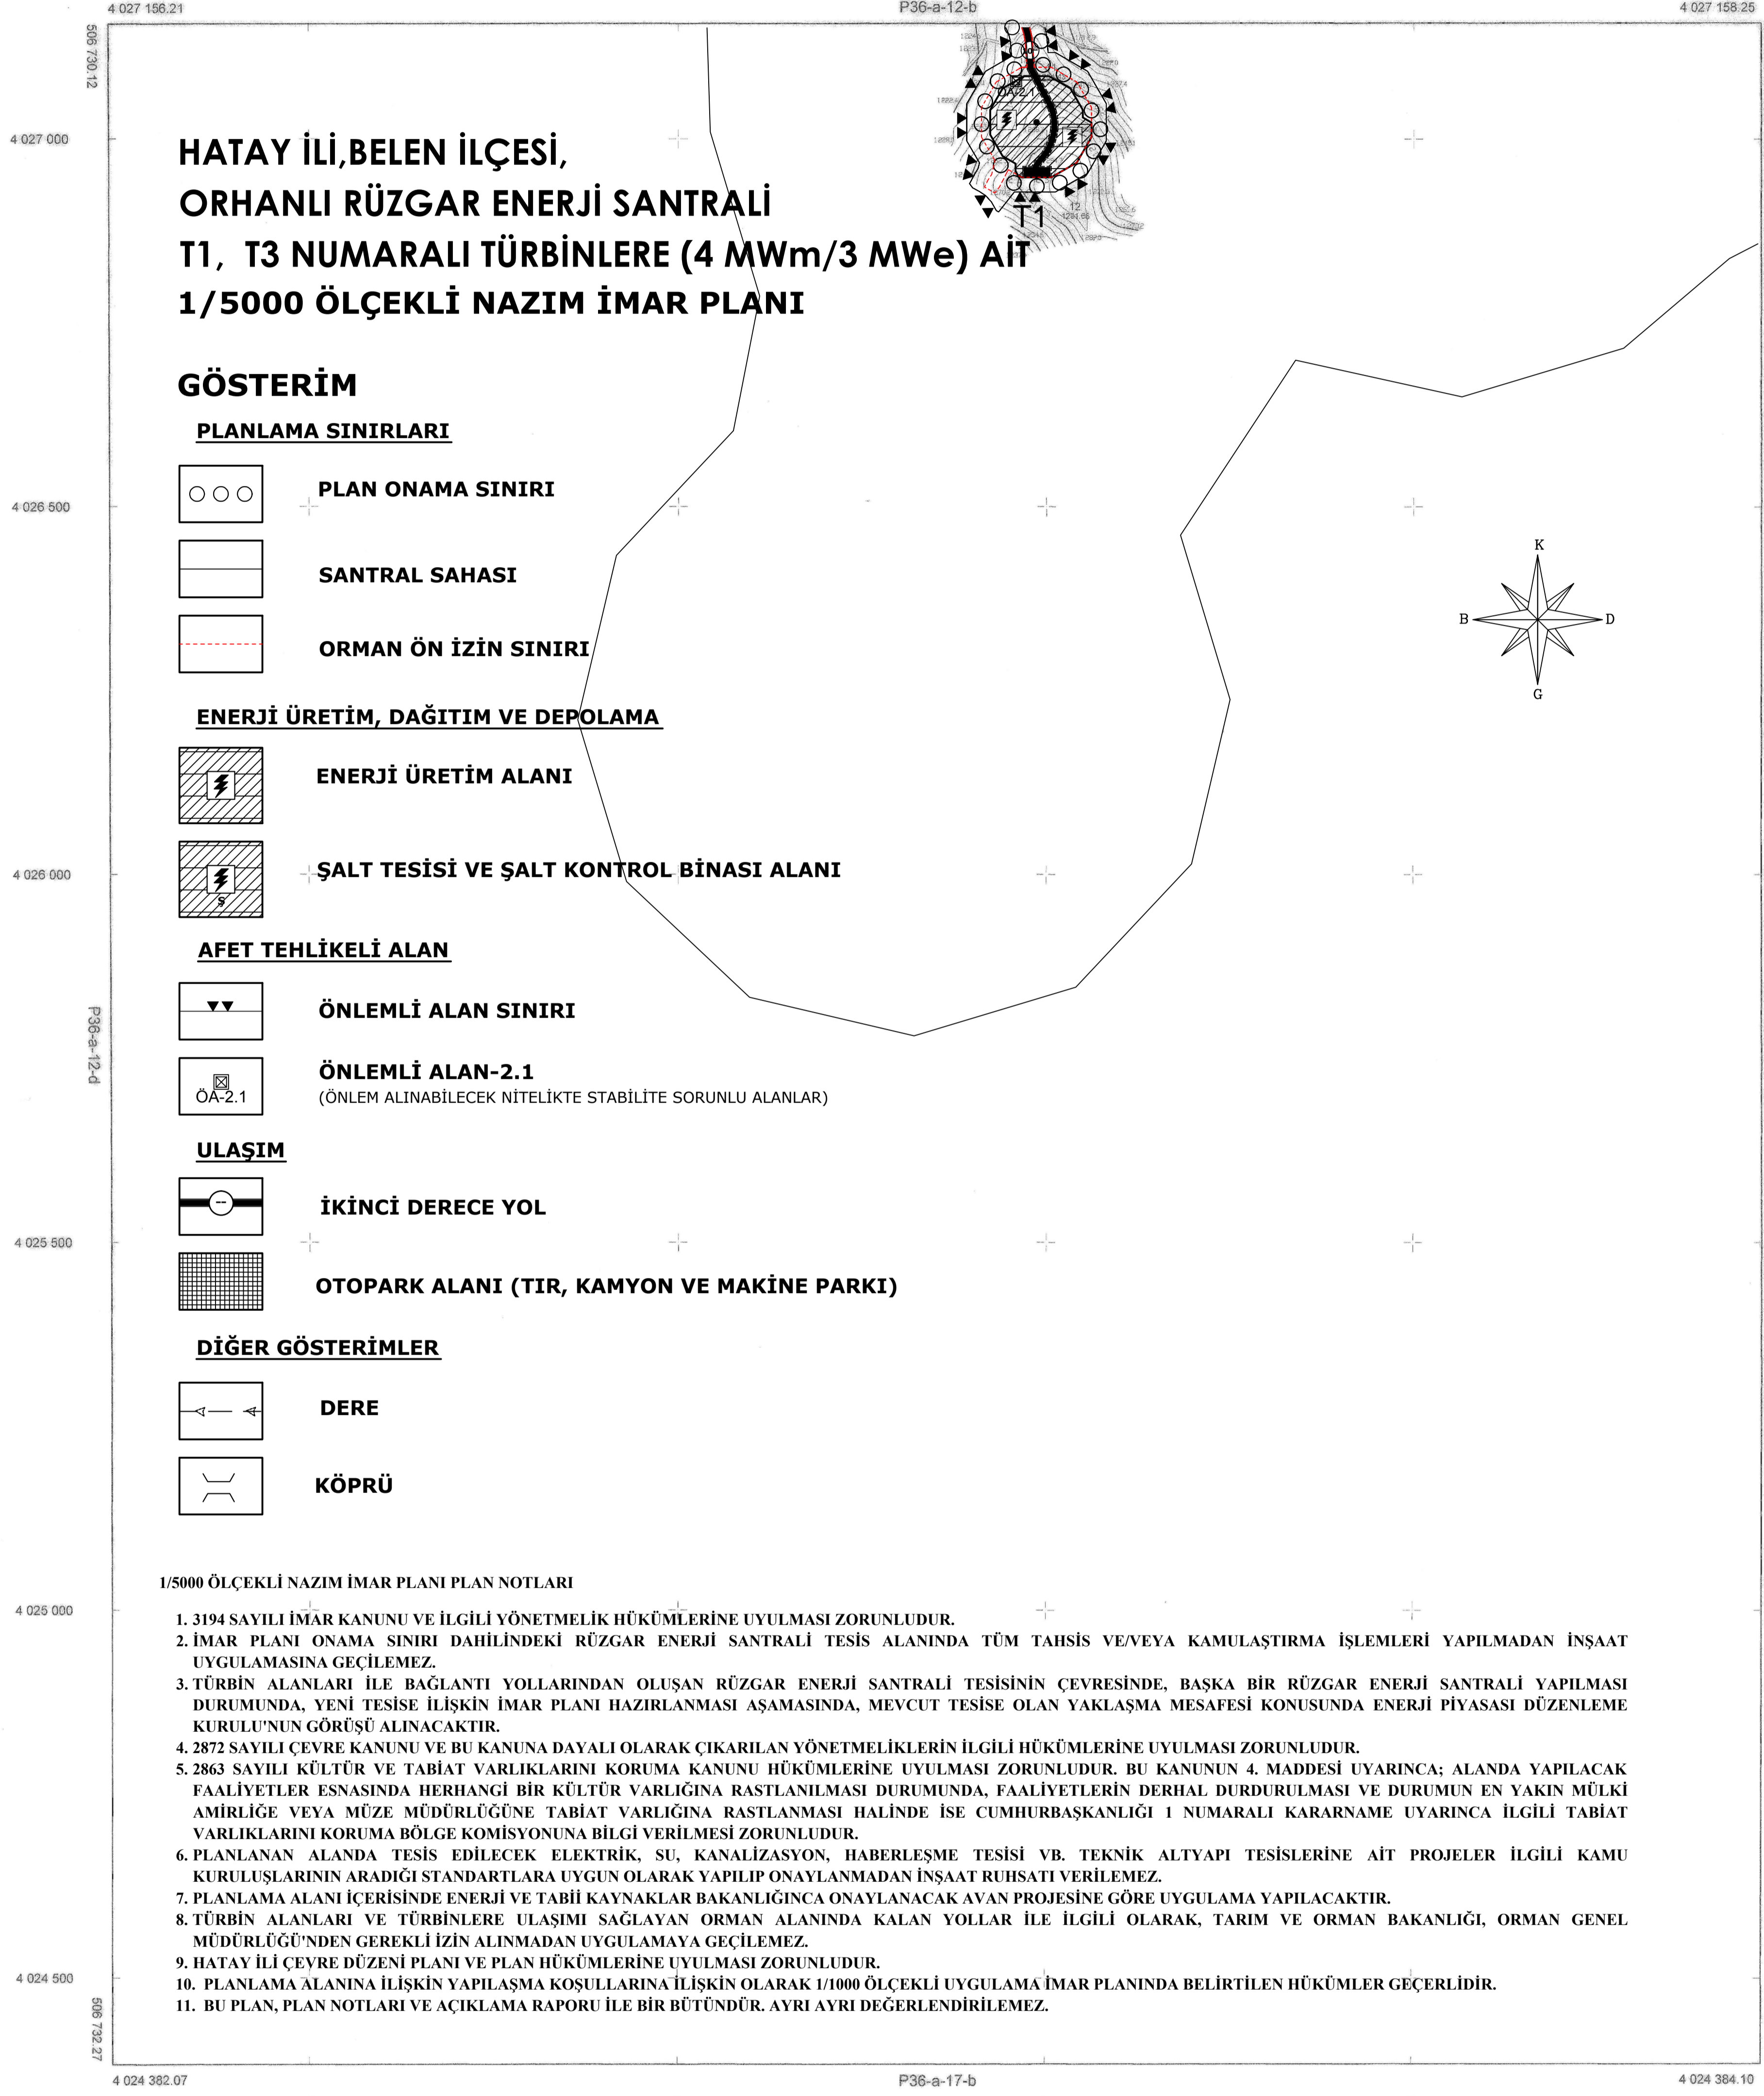 4 027 156.21
P36-a-12-b
4 027 158.25
506 730.12
4 027 000
HATAY İLİ,BELEN İLÇESİ,
ORHANLI RÜZGAR ENERJİ SANTRALİ
T1, T3 NUMARALI TÜRBİNLERE (4 MWm/3 MWe) AİT
1/5000 ÖLÇEKLİ NAZIM İMAR PLANI
10
ÖA-2.1
T1
12
GÖSTERİM
PLANLAMA SINIRLARI
PLAN ONAMA SINIRI
4 026 500
SANTRAL SAHASI
ORMAN ÖN İZİN SINIRI
K
B
D
G
ENERJİ ÜRETİM, DAĞITIM VE DEPOLAMA
ENERJİ ÜRETİM ALANI
4 026 000
ŞALT TESİSİ VE ŞALT KONTROL BİNASI ALANI
Ş
AFET TEHLİKELİ ALAN
ÖNLEMLİ ALAN SINIRI
P36-a-12-d
ÖNLEMLİ ALAN-2.1
ÖA-2.1
(ÖNLEM ALINABİLECEK NİTELİKTE STABİLİTE SORUNLU ALANLAR)
ULAŞIM
İKİNCİ DERECE YOL
4 025 500
OTOPARK ALANI (TIR, KAMYON VE MAKİNE PARKI)
DİĞER GÖSTERİMLER
DERE
KÖPRÜ
1/5000 ÖLÇEKLİ NAZIM İMAR PLANI PLAN NOTLARI
4 025 000
1. 3194 SAYILI İMAR KANUNU VE İLGİLİ YÖNETMELİK HÜKÜMLERİNE UYULMASI ZORUNLUDUR.
2. İMAR PLANI ONAMA SINIRI DAHİLİNDEKİ RÜZGAR ENERJİ SANTRALİ TESİS ALANINDA TÜM TAHSİS VE/VEYA KAMULAŞTIRMA İŞLEMLERİ YAPILMADAN İNŞAAT
UYGULAMASINA GEÇİLEMEZ.
3. TÜRBİN ALANLARI İLE BAĞLANTI YOLLARINDAN OLUŞAN RÜZGAR ENERJİ SANTRALİ TESİSİNİN ÇEVRESİNDE, BAŞKA BİR RÜZGAR ENERJİ SANTRALİ YAPILMASI
DURUMUNDA, YENİ TESİSE İLİŞKİN İMAR PLANI HAZIRLANMASI AŞAMASINDA, MEVCUT TESİSE OLAN YAKLAŞMA MESAFESİ KONUSUNDA ENERJİ PİYASASI DÜZENLEME
KURULU'NUN GÖRÜŞÜ ALINACAKTIR.
4. 2872 SAYILI ÇEVRE KANUNU VE BU KANUNA DAYALI OLARAK ÇIKARILAN YÖNETMELİKLERİN İLGİLİ HÜKÜMLERİNE UYULMASI ZORUNLUDUR.
5. 2863 SAYILI KÜLTÜR VE TABİAT VARLIKLARINI KORUMA KANUNU HÜKÜMLERİNE UYULMASI ZORUNLUDUR. BU KANUNUN 4. MADDESİ UYARINCA; ALANDA YAPILACAK
FAALİYETLER ESNASINDA HERHANGİ BİR KÜLTÜR VARLIĞINA RASTLANILMASI DURUMUNDA, FAALİYETLERİN DERHAL DURDURULMASI VE DURUMUN EN YAKIN MÜLKİ
AMİRLİĞE VEYA MÜZE MÜDÜRLÜĞÜNE TABİAT VARLIĞINA RASTLANMASI HALİNDE İSE CUMHURBAŞKANLIĞI 1 NUMARALI KARARNAME UYARINCA İLGİLİ TABİAT
VARLIKLARINI KORUMA BÖLGE KOMİSYONUNA BİLGİ VERİLMESİ ZORUNLUDUR.
6. PLANLANAN ALANDA TESİS EDİLECEK ELEKTRİK, SU, KANALİZASYON, HABERLEŞME TESİSİ VB. TEKNİK ALTYAPI TESİSLERİNE AİT PROJELER İLGİLİ KAMU
KURULUŞLARININ ARADIĞI STANDARTLARA UYGUN OLARAK YAPILIP ONAYLANMADAN İNŞAAT RUHSATI VERİLEMEZ.
7. PLANLAMA ALANI İÇERİSİNDE ENERJİ VE TABİİ KAYNAKLAR BAKANLIĞINCA ONAYLANACAK AVAN PROJESİNE GÖRE UYGULAMA YAPILACAKTIR.
8. TÜRBİN ALANLARI VE TÜRBİNLERE ULAŞIMI SAĞLAYAN ORMAN ALANINDA KALAN YOLLAR İLE İLGİLİ OLARAK, TARIM VE ORMAN BAKANLIĞI, ORMAN GENEL
MÜDÜRLÜĞÜ'NDEN GEREKLİ İZİN ALINMADAN UYGULAMAYA GEÇİLEMEZ.
9. HATAY İLİ ÇEVRE DÜZENİ PLANI VE PLAN HÜKÜMLERİNE UYULMASI ZORUNLUDUR.
4 024 500
10. PLANLAMA ALANINA İLİŞKİN YAPILAŞMA KOŞULLARINA İLİŞKİN OLARAK 1/1000 ÖLÇEKLİ UYGULAMA İMAR PLANINDA BELİRTİLEN HÜKÜMLER GEÇERLİDİR.
11. BU PLAN, PLAN NOTLARI VE AÇIKLAMA RAPORU İLE BİR BÜTÜNDÜR. AYRI AYRI DEĞERLENDİRİLEMEZ.
506 732.27
4 024 382.07
P36-a-17-b
4 024 384.10